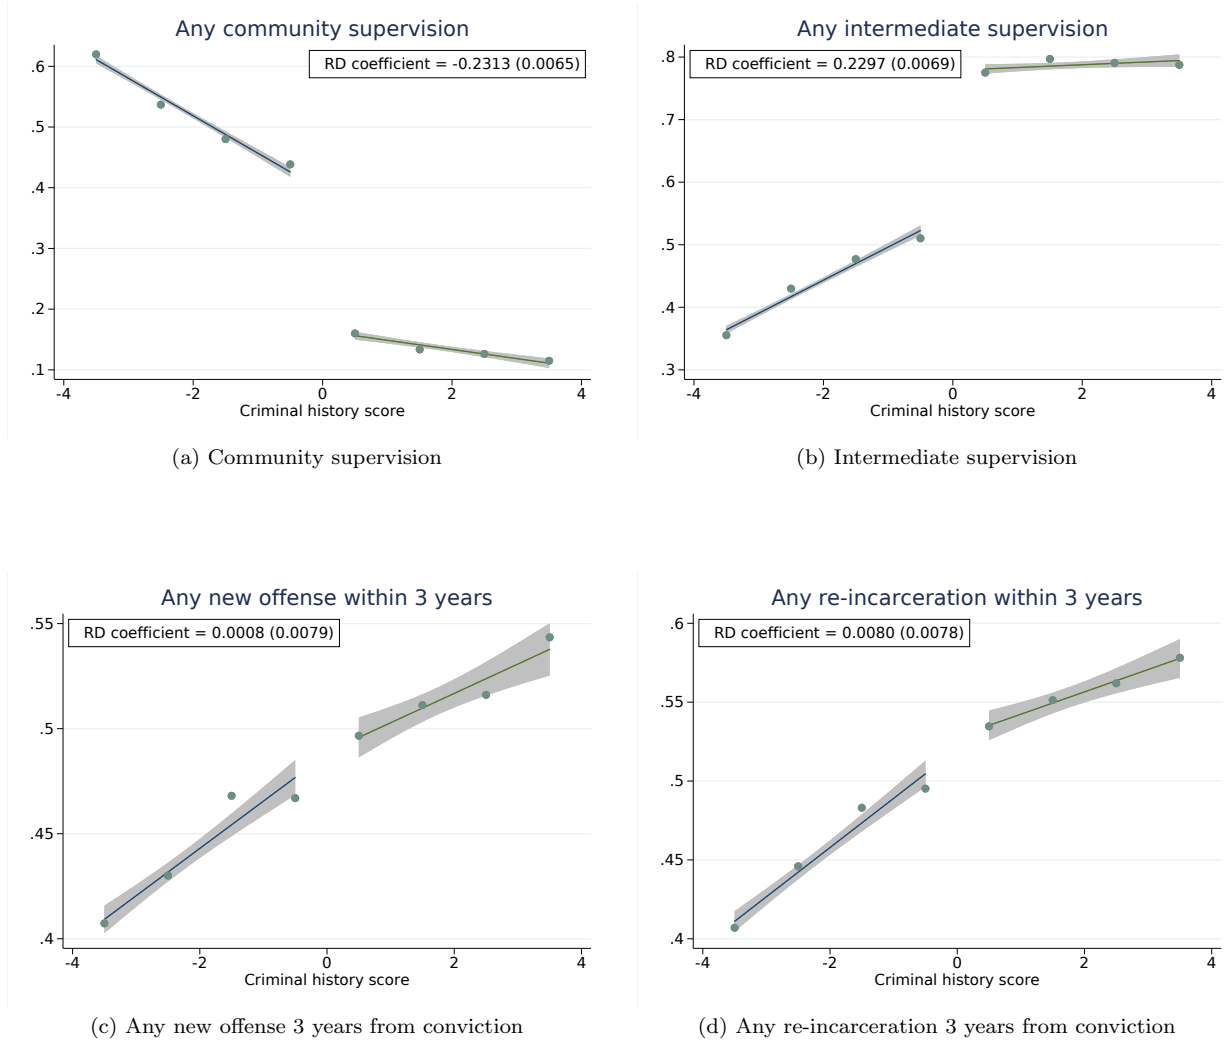 Any community supervision
RD coefficient = -0.2313 (0.0065)
.6
.5
.4
.3
.2
.1
-4 -2 0 2 4
Criminal history score
(a) Community supervision
Any intermediate supervision
RD coefficient = 0.2297 (0.0069)
.8
.7
.6
.5
.4
.3
-4 -2 0 2 4
Criminal history score
(b) Intermediate supervision
Any new offense within 3 years
RD coefficient = 0.0008 (0.0079)
.55
.5
.45
.4
-4 -2 0 2 4
Criminal history score
(c) Any new offense 3 years from conviction
Any re-incarceration within 3 years
RD coefficient = 0.0080 (0.0078)
.6
.55
.5
.45
.4
-4 -2 0 2 4
Criminal history score
(d) Any re-incarceration 3 years from conviction